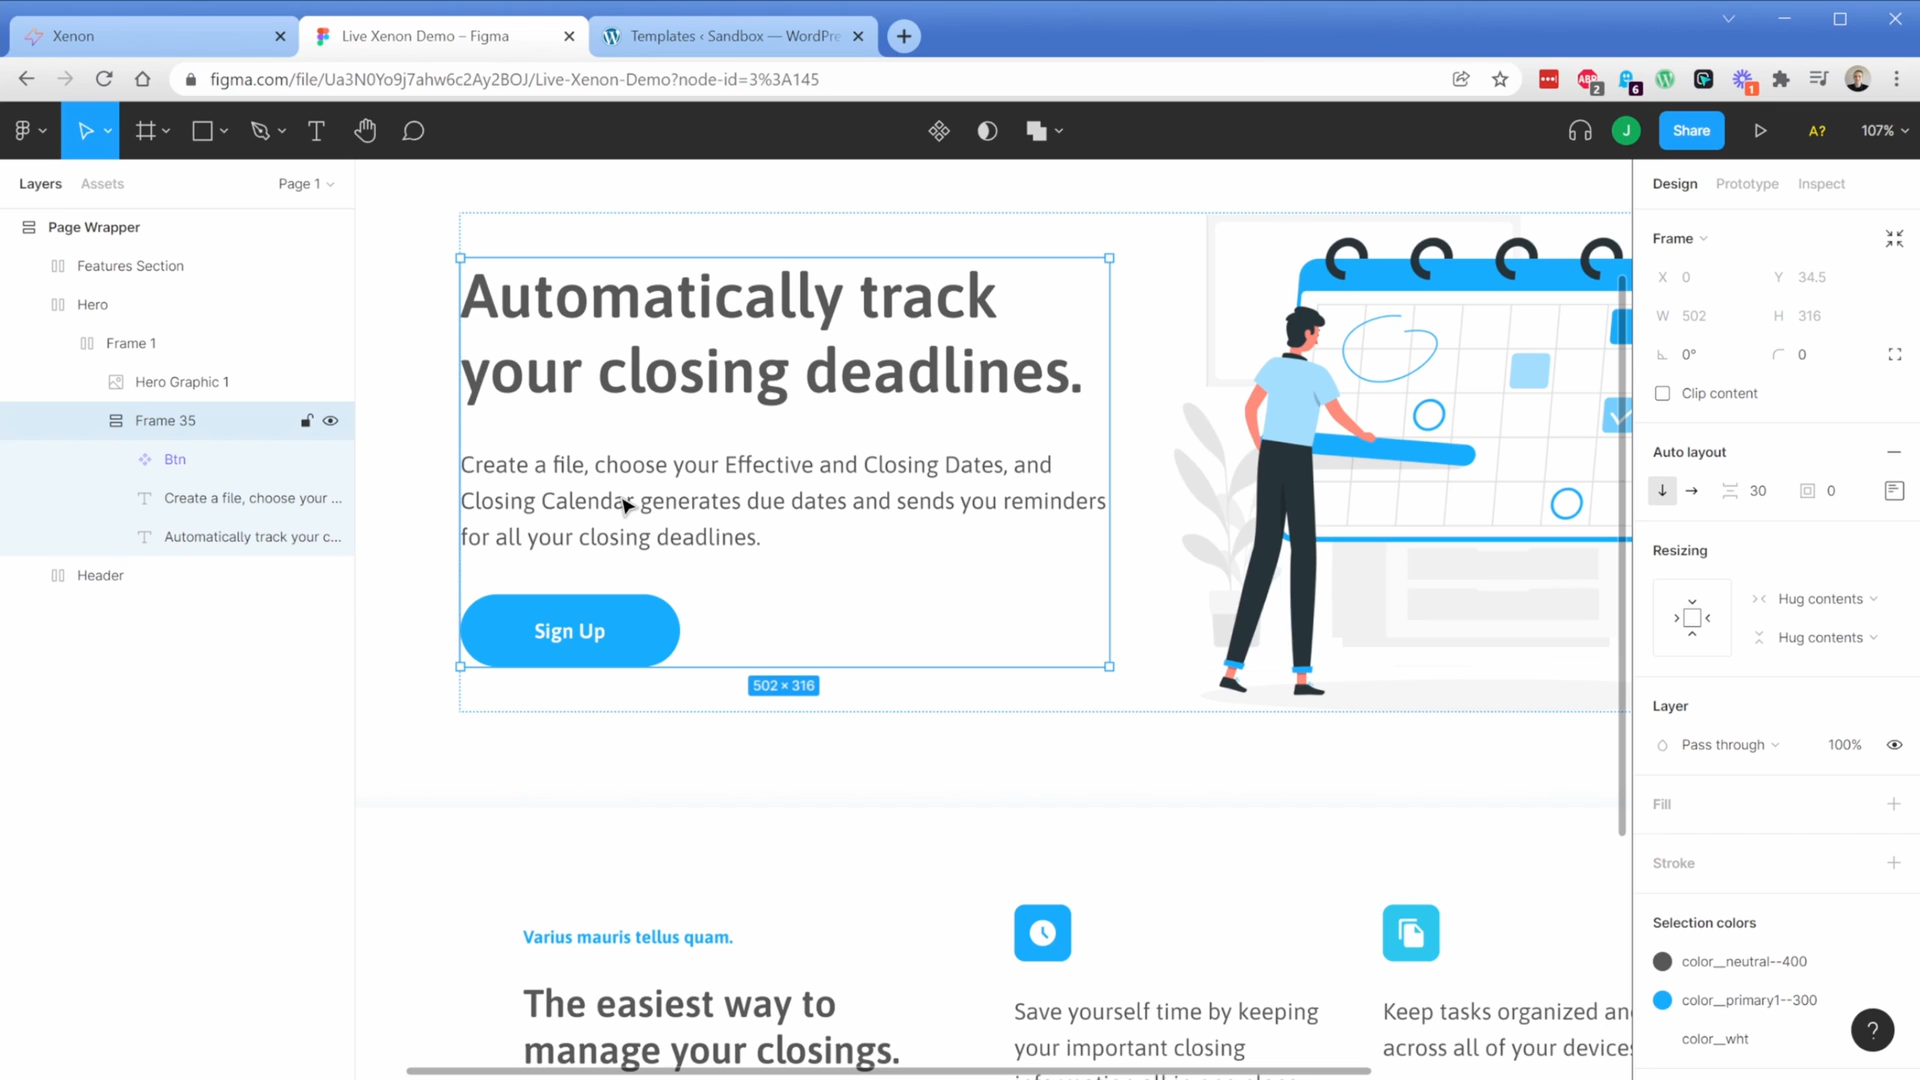 Xenon
Live Xenon Demo – Figma
Templates ‹ Sandbox — WordPre
figma.com/file/Ua3N0Yo9j7ahw6c2Ay2BOJ/Live-Xenon-Demo?node-id=3%3A145
ABP
2
6
1
J
Share
A?
107%
Layers
Assets
Page 1
Page Wrapper
Features Section
Hero
Frame 1
Hero Graphic 1
Frame 35
Btn
Create a file, choose your ...
Automatically track your c...
Header
Automatically track
your closing deadlines.
Create a file, choose your Effective and Closing Dates, and
Closing Calendar generates due dates and sends you reminders
for all your closing deadlines.
Sign Up
502 × 316
Varius mauris tellus quam.
The easiest way to
manage your closings.
Save yourself time by keeping
your important closing
Keep tasks organized an
across all of your devices
Design
Prototype
Inspect
Frame
X 0
Y 34.5
W 502
H 316
0°
0
Clip content
Auto layout
30
0
Resizing
Hug contents
Hug contents
Layer
Pass through
100%
Fill
Stroke
Selection colors
color__neutral--400
color__primary1--300
color__wht
?